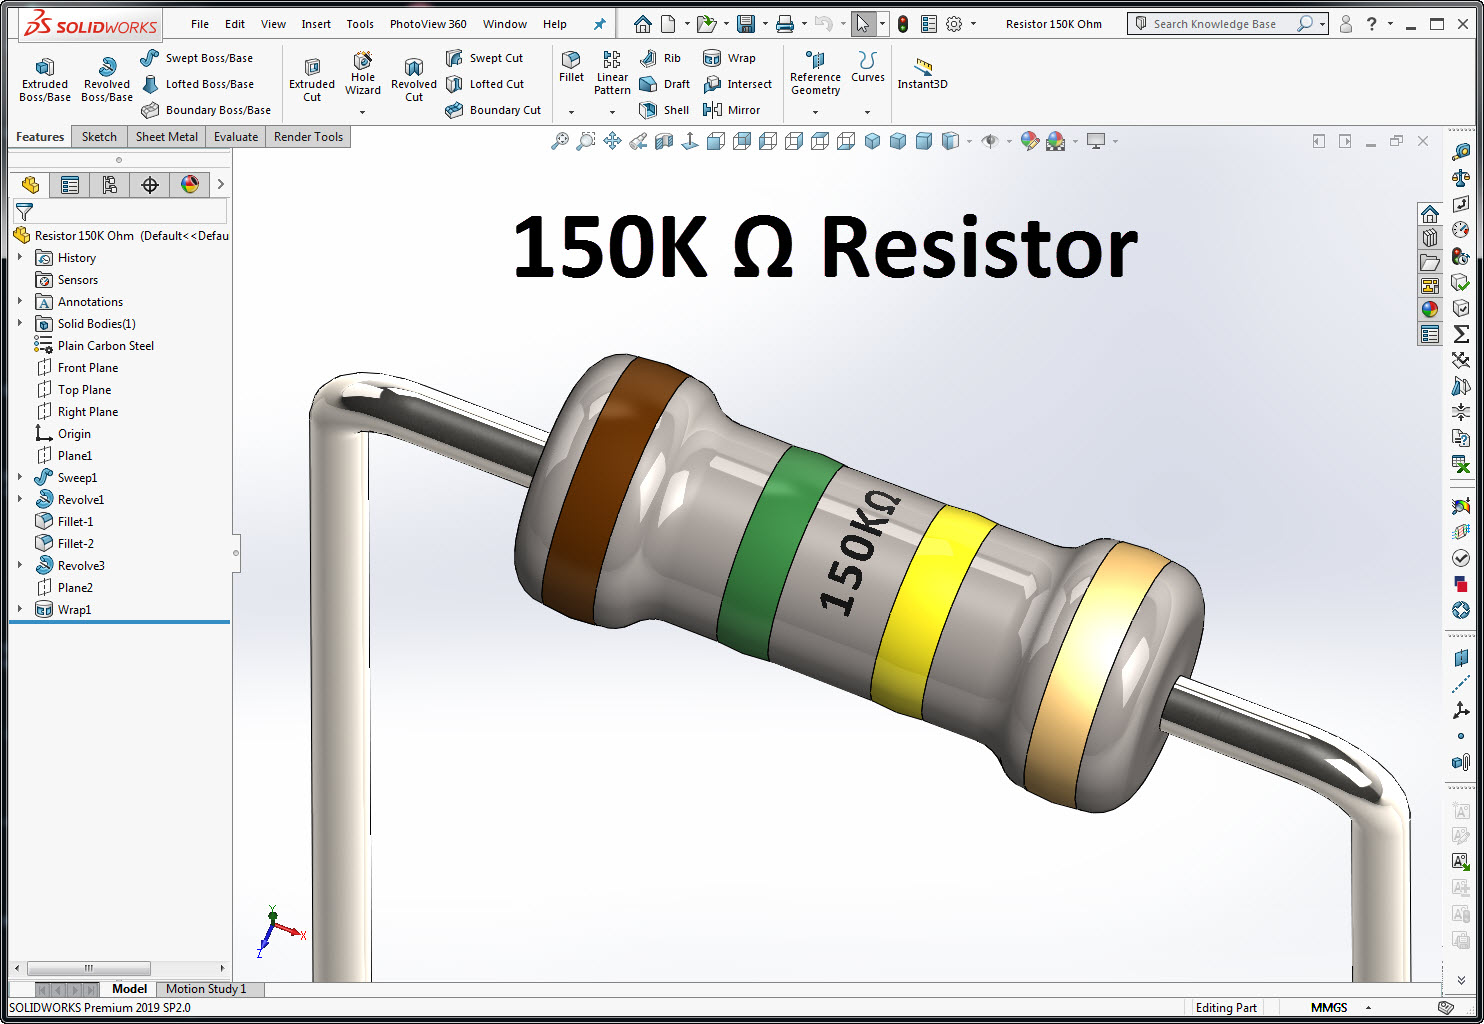 SOLIDWORKS File Edit View Insert Tools PhotoView 360 Window Help Resistor 150K Ohm Search Knowledge Base ?
Extruded Boss/Base
Revolved Boss/Base
Swept Boss/Base
Lofted Boss/Base
Boundary Boss/Base
Extruded Cut
Hole Wizard
Revolved Cut
Swept Cut
Lofted Cut
Boundary Cut
Fillet
Linear Pattern
Rib
Draft
Shell
Wrap
Intersect
Mirror
Reference Geometry
Curves
Instant3D
Features Sketch Sheet Metal Evaluate Render Tools
Resistor 150K Ohm (Default<<Defau
History
Sensors
Annotations
Solid Bodies(1)
Plain Carbon Steel
Front Plane
Top Plane
Right Plane
Origin
Plane1
Sweep1
Revolve1
Fillet-1
Fillet-2
Revolve3
Plane2
Wrap1
150K Ω Resistor
150KΩ
Y
X
Z
Model Motion Study 1
SOLIDWORKS Premium 2019 SP2.0 Editing Part MMGS